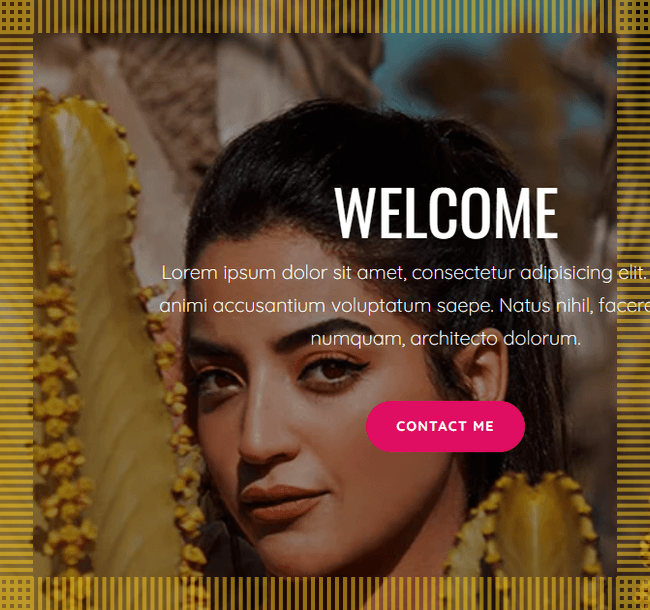 WELCOME
Lorem ipsum dolor sit amet, consectetur adipisicing elit.
animi accusantium voluptatum saepe. Natus nihil, facere
numquam, architecto dolorum.
CONTACT ME